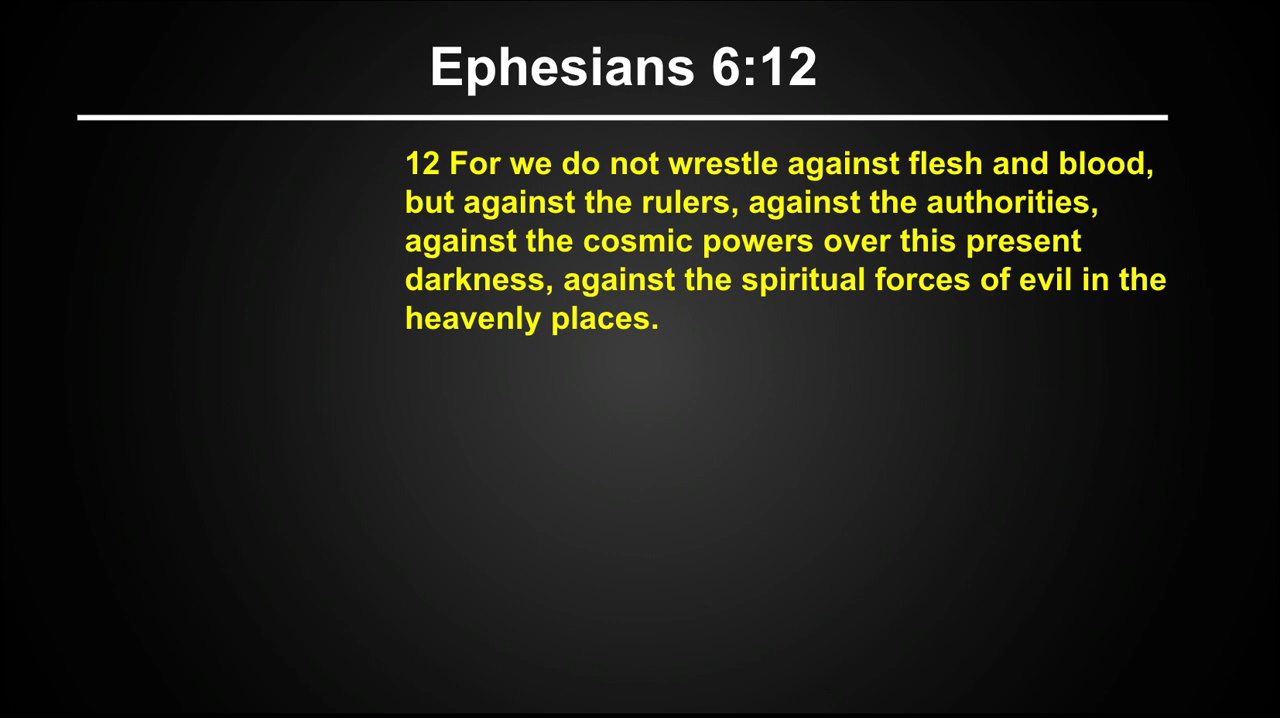 Ephesians 6:12
12 For we do not wrestle against flesh and blood,
but against the rulers, against the authorities,
against the cosmic powers over this present
darkness, against the spiritual forces of evil in the
heavenly places.